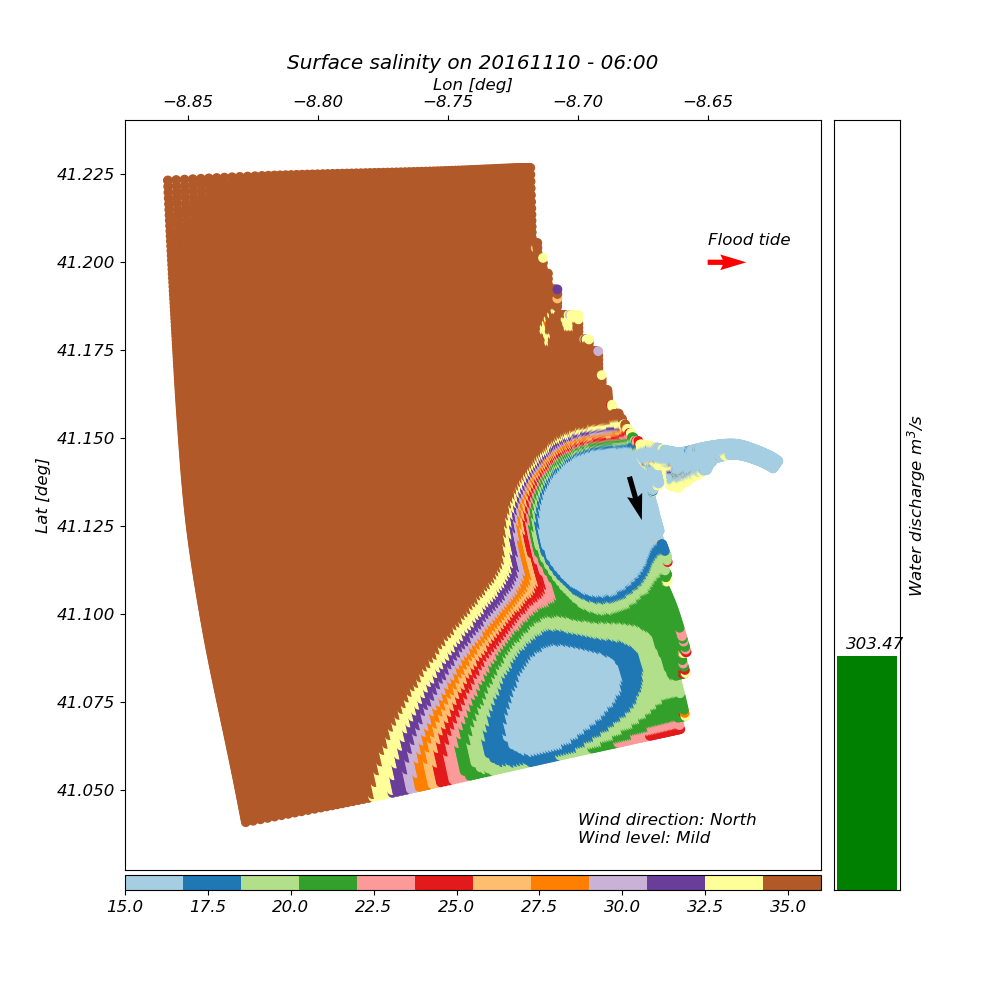 Surface salinity on 20161110 - 06:00
Lon [deg]
−8.85 −8.80 −8.75 −8.70 −8.65
41.225
41.200
41.175
41.150
41.125
41.100
41.075
41.050
Lat [deg]
Flood tide
Wind direction: North
Wind level: Mild
15.0 17.5 20.0 22.5 25.0 27.5 30.0 32.5 35.0
303.47
Water discharge m³/s